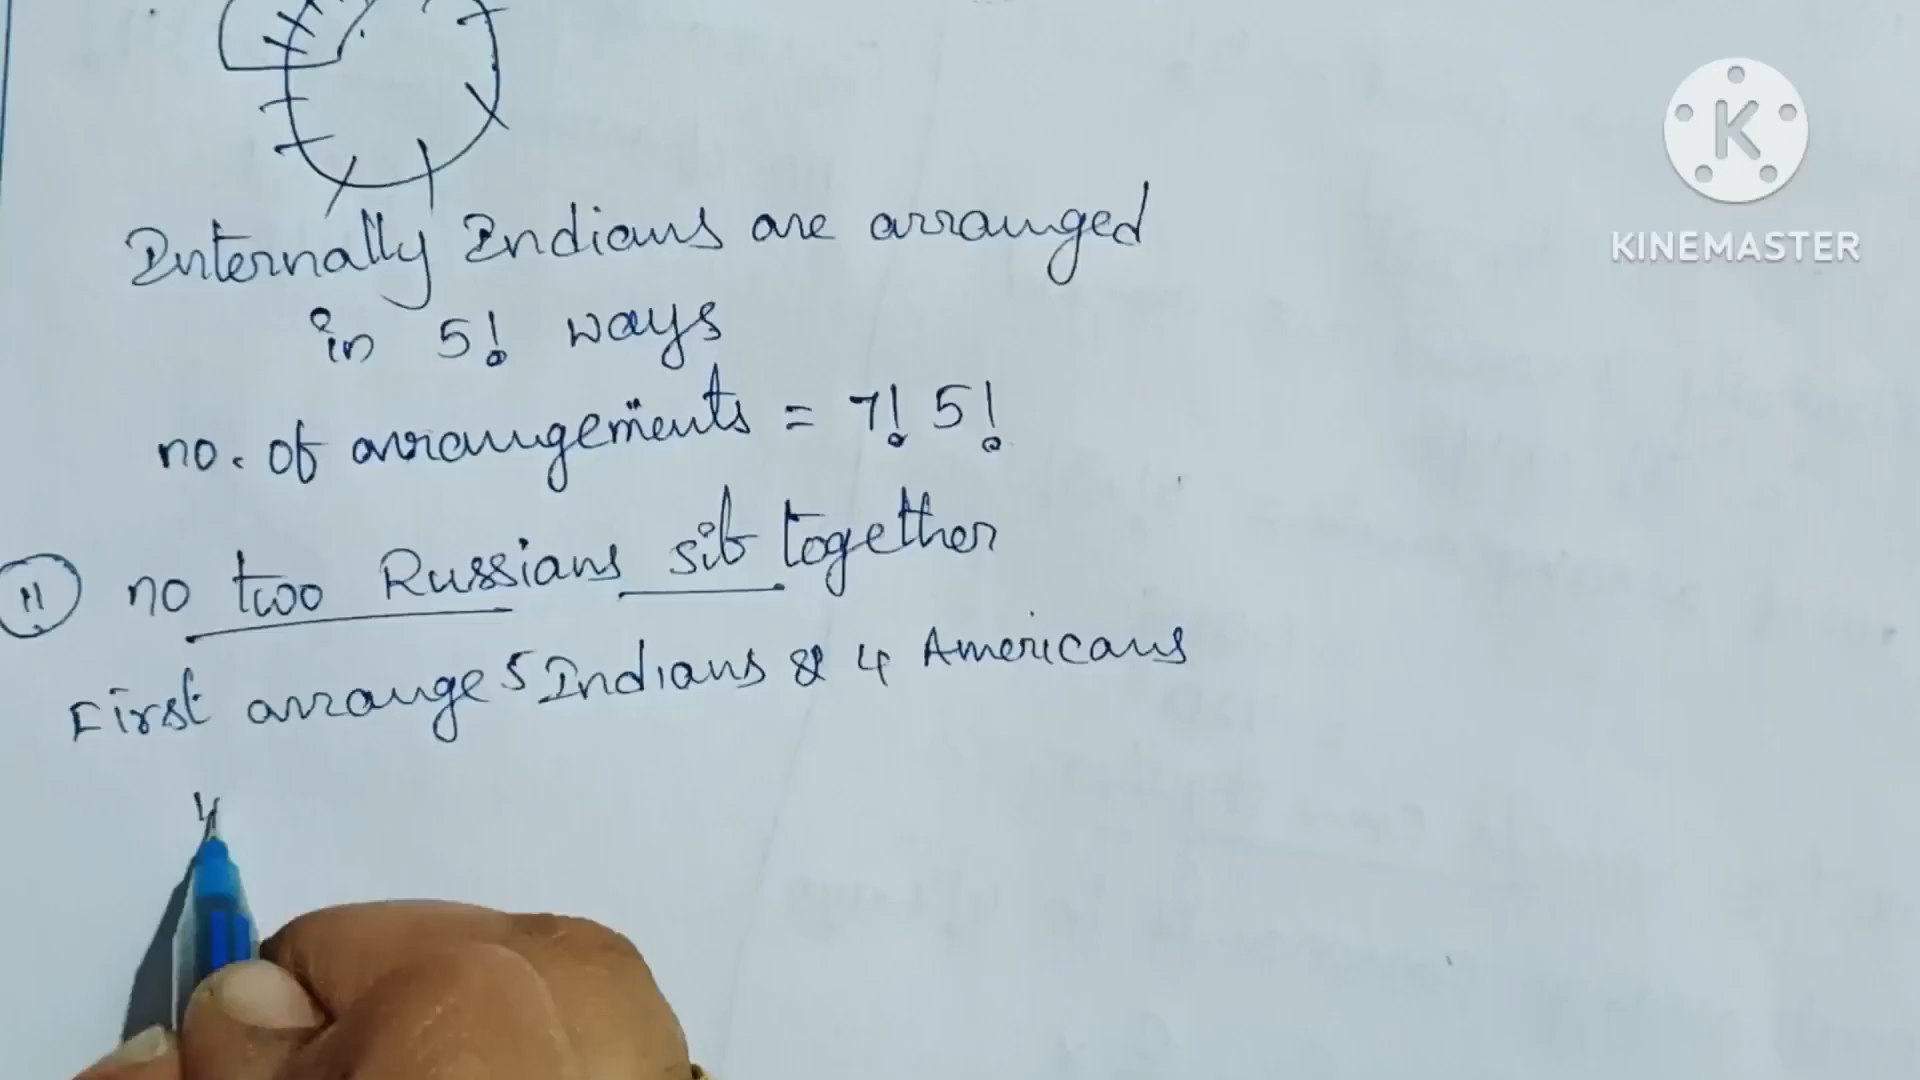 K
KINEMASTER
Internally Indians are arranged
in 5! ways
no. of arrangements = 7! 5!
II no two Russians sit together
First arrange 5 Indians & 4 Americans